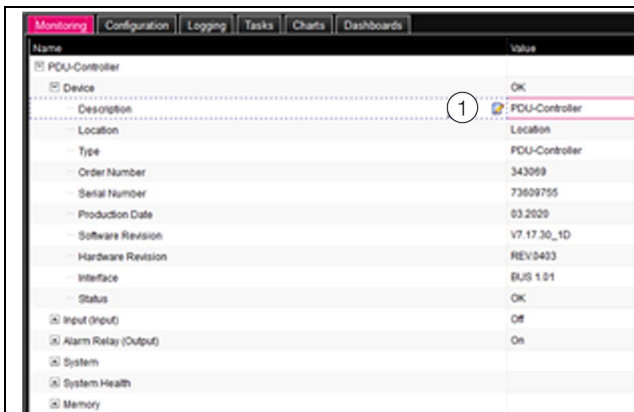 Monitoring Configuration Logging Tasks Charts Dashboards
Name Value
PDU-Controller
Device OK
Description 1 PDU-Controller
Location Location
Type PDU-Controller
Order Number 343069
Serial Number 73609755
Production Date 03.2020
Software Revision V7.17.30_1D
Hardware Revision REV.0403
Interface BUS 1.01
Status OK
Input (Input) Off
Alarm Relay (Output) On
System
System Health
Memory